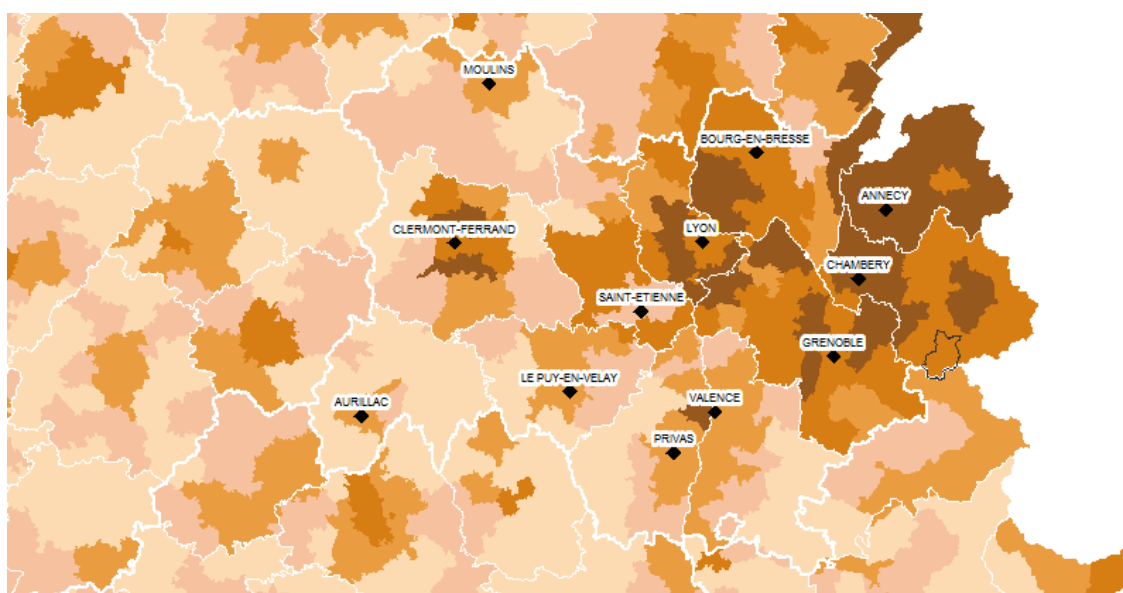 MOULINS
BOURG-EN-BRESSE
ANNECY
CLERMONT-FERRAND
LYON
CHAMBERY
SAINT-ETIENNE
GRENOBLE
LE PUY-EN-VELAY
AURILLAC
VALENCE
PRIVAS